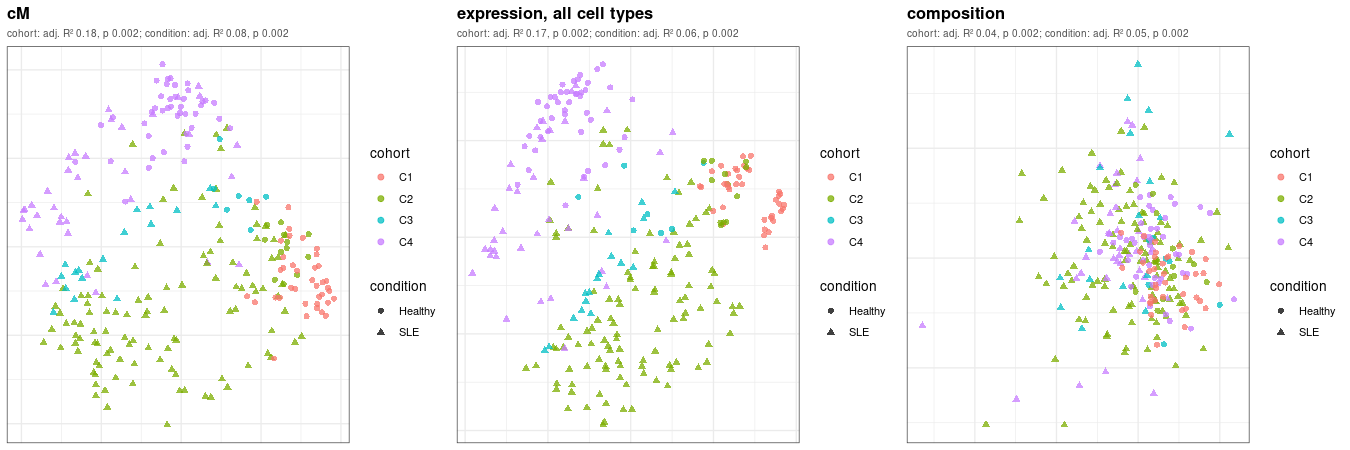 cM
cohort: adj. R² 0.18, p 0.002; condition: adj. R² 0.08, p 0.002
cohort
C1
C2
C3
C4
condition
Healthy
SLE
expression, all cell types
cohort: adj. R² 0.17, p 0.002; condition: adj. R² 0.06, p 0.002
cohort
C1
C2
C3
C4
condition
Healthy
SLE
composition
cohort: adj. R² 0.04, p 0.002; condition: adj. R² 0.05, p 0.002
cohort
C1
C2
C3
C4
condition
Healthy
SLE